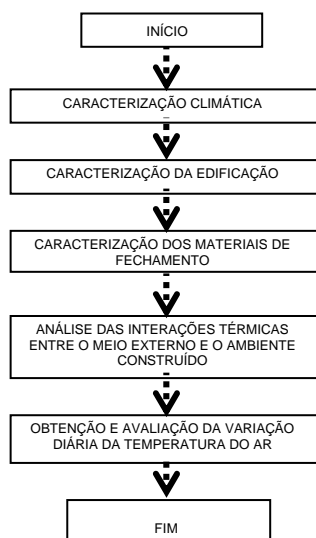 INÍCIO
CARACTERIZAÇÃO CLIMÁTICA
CARACTERIZAÇÃO DA EDIFICAÇÃO
CARACTERIZAÇÃO DOS MATERIAIS DE
FECHAMENTO
ANÁLISE DAS INTERAÇÕES TÉRMICAS
ENTRE O MEIO EXTERNO E O AMBIENTE
CONSTRUÍDO
OBTENÇÃO E AVALIAÇÃO DA VARIAÇÃO
DIÁRIA DA TEMPERATURA DO AR
FIM